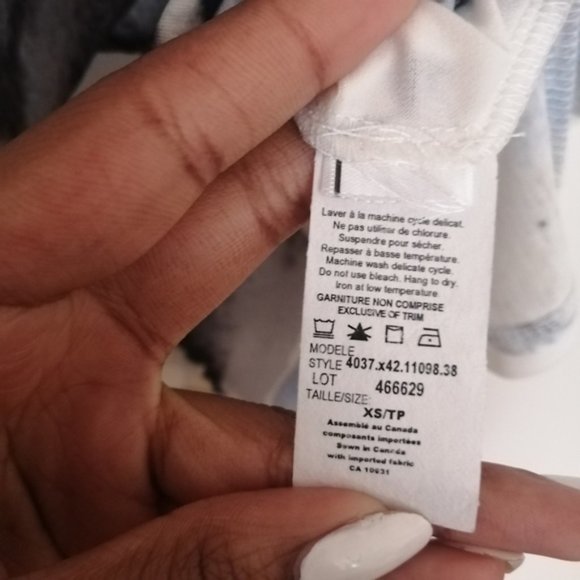 Laver à la machine cycle délicat.
Ne pas utiliser de chlorure.
Suspendre pour sécher.
Repasser à basse température.
Machine wash delicate cycle.
Do not use bleach. Hang to dry.
Iron at low temperature.
GARNITURE NON COMPRISE
EXCLUSIVE OF TRIM
MODELE
STYLE 4037.x42.11098.38
LOT 466629
TAILLE/SIZE:
XS/TP
Assemblé au Canada
composants importées
Sewn in Canada
with imported fabric
CA 10631